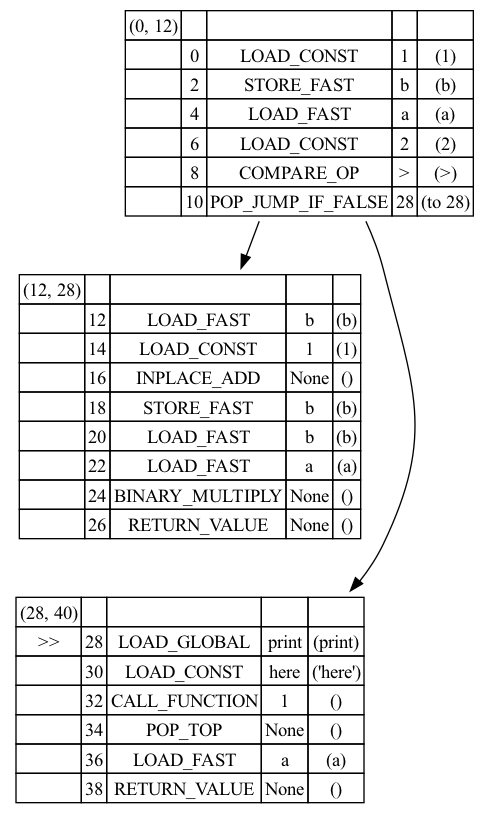 (0, 12)
0 LOAD_CONST 1 (1)
2 STORE_FAST b (b)
4 LOAD_FAST a (a)
6 LOAD_CONST 2 (2)
8 COMPARE_OP > (>)
10 POP_JUMP_IF_FALSE 28 (to 28)
(12, 28)
12 LOAD_FAST b (b)
14 LOAD_CONST 1 (1)
16 INPLACE_ADD None ()
18 STORE_FAST b (b)
20 LOAD_FAST b (b)
22 LOAD_FAST a (a)
24 BINARY_MULTIPLY None ()
26 RETURN_VALUE None ()
(28, 40)
>> 28 LOAD_GLOBAL print (print)
30 LOAD_CONST here ('here')
32 CALL_FUNCTION 1 ()
34 POP_TOP None ()
36 LOAD_FAST a (a)
38 RETURN_VALUE None ()